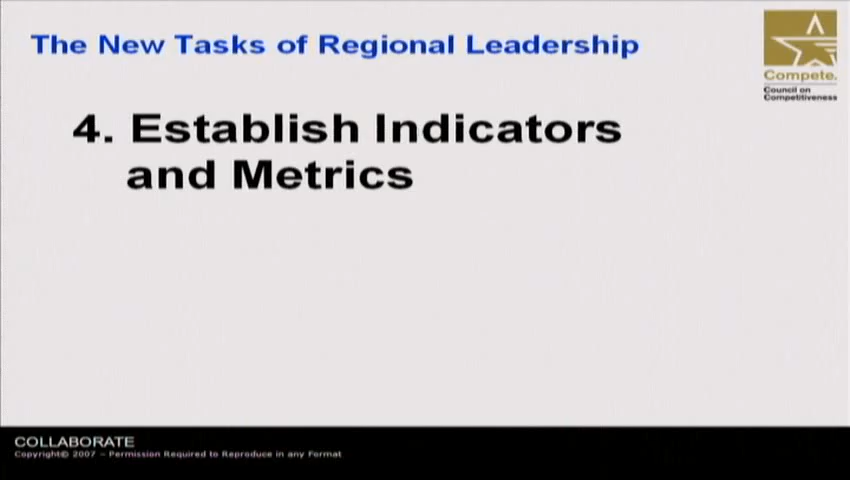 The New Tasks of Regional Leadership
Compete.
Council on
Competitiveness
4. Establish Indicators
and Metrics
COLLABORATE
Copyright© 2007 – Permission Required to Reproduce in any Format